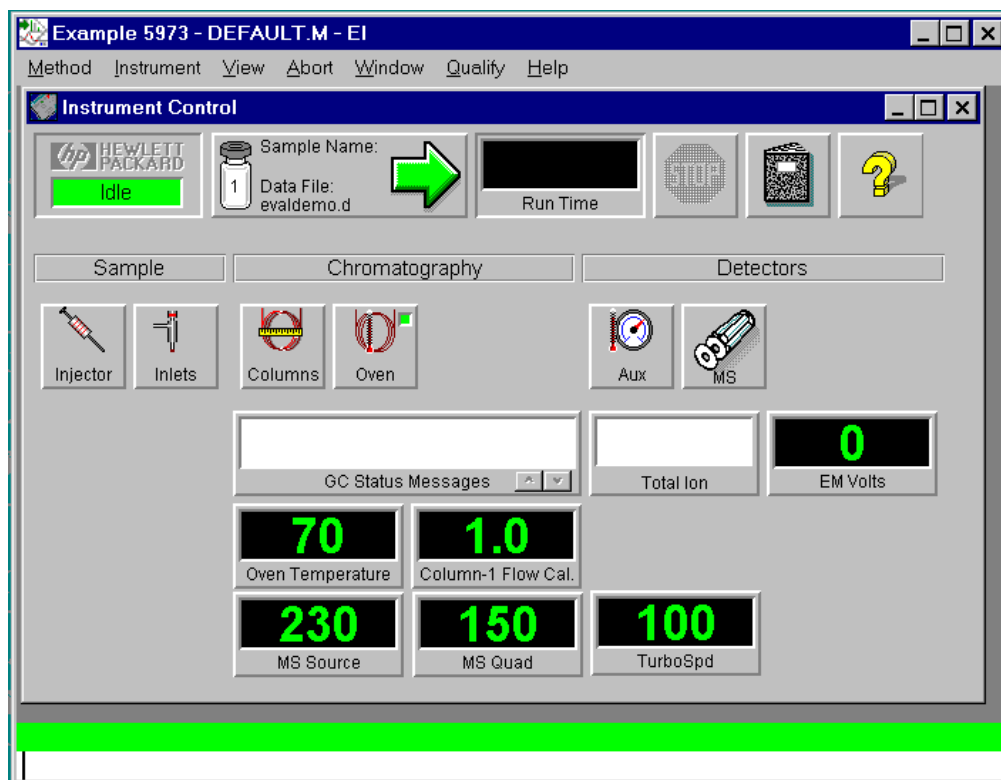 Example 5973 - DEFAULT.M - EI
Method Instrument View Abort Window Qualify Help
Instrument Control
hp HEWLETT PACKARD
Idle
1
Sample Name:
Data File:
evaldemo.d
Run Time
STOP
?
Sample
Chromatography
Detectors
Injector
Inlets
Columns
Oven
Aux
MS
GC Status Messages
Total Ion
0
EM Volts
70
Oven Temperature
1.0
Column-1 Flow Cal.
230
MS Source
150
MS Quad
100
TurboSpd